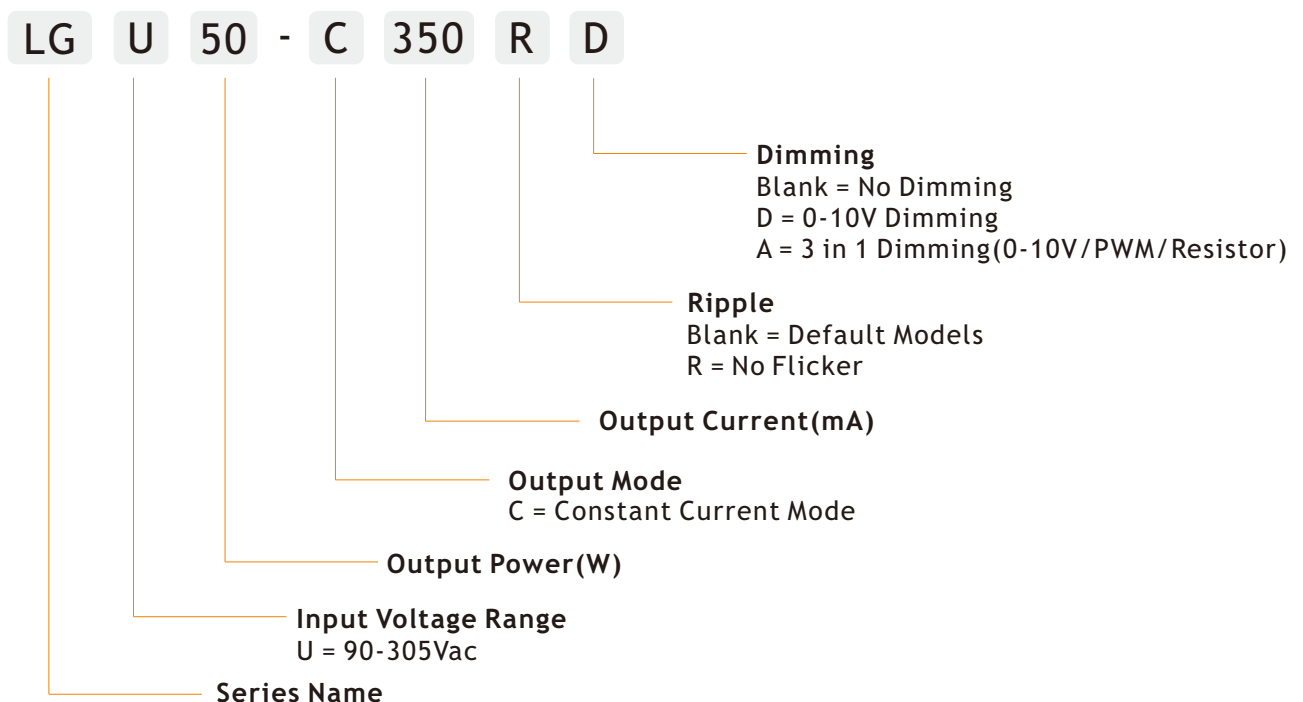 LG U 50 - C 350 R D
Dimming
Blank = No Dimming
D = 0-10V Dimming
A = 3 in 1 Dimming(0-10V/PWM/Resistor)
Ripple
Blank = Default Models
R = No Flicker
Output Current(mA)
Output Mode
C = Constant Current Mode
Output Power(W)
Input Voltage Range
U = 90-305Vac
Series Name